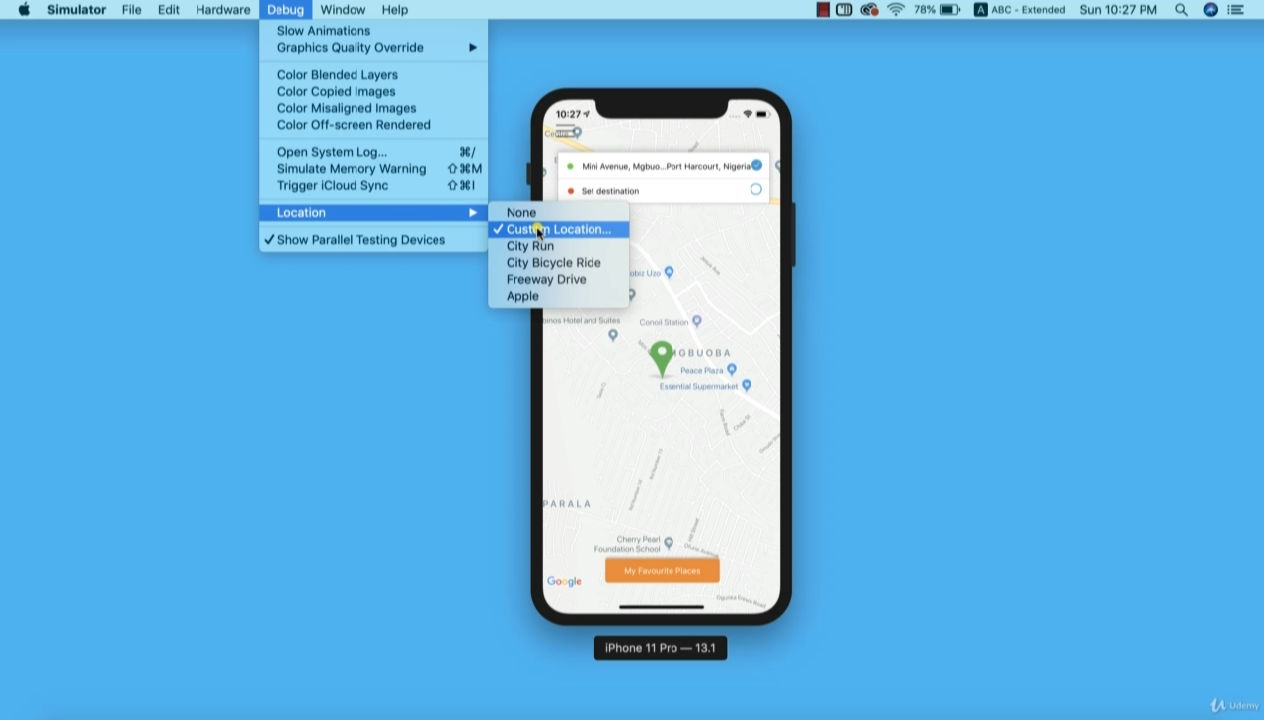 Simulator File Edit Hardware Debug Window Help 78% A ABC - Extended Sun 10:27 PM
Slow Animations
Graphics Quality Override
Color Blended Layers
Color Copied Images
Color Misaligned Images
Color Off-screen Rendered
Open System Log... ⌘/
Simulate Memory Warning ⇧⌘M
Trigger iCloud Sync ⇧⌘I
Location
✓ Show Parallel Testing Devices
None
✓ Custom Location...
City Run
City Bicycle Ride
Freeway Drive
Apple
10:27
Mini Avenue, Mgbuo...Port Harcourt, Nigeria
Set destination
obiz Uzo
Conoil Station
pinos Hotel and Suites
MGBUOBA
Peace Plaza
Essential Supermarket
PARALA
Cherry Pearl
Foundation School
My Favourite Places
Google
iPhone 11 Pro — 13.1
Udemy